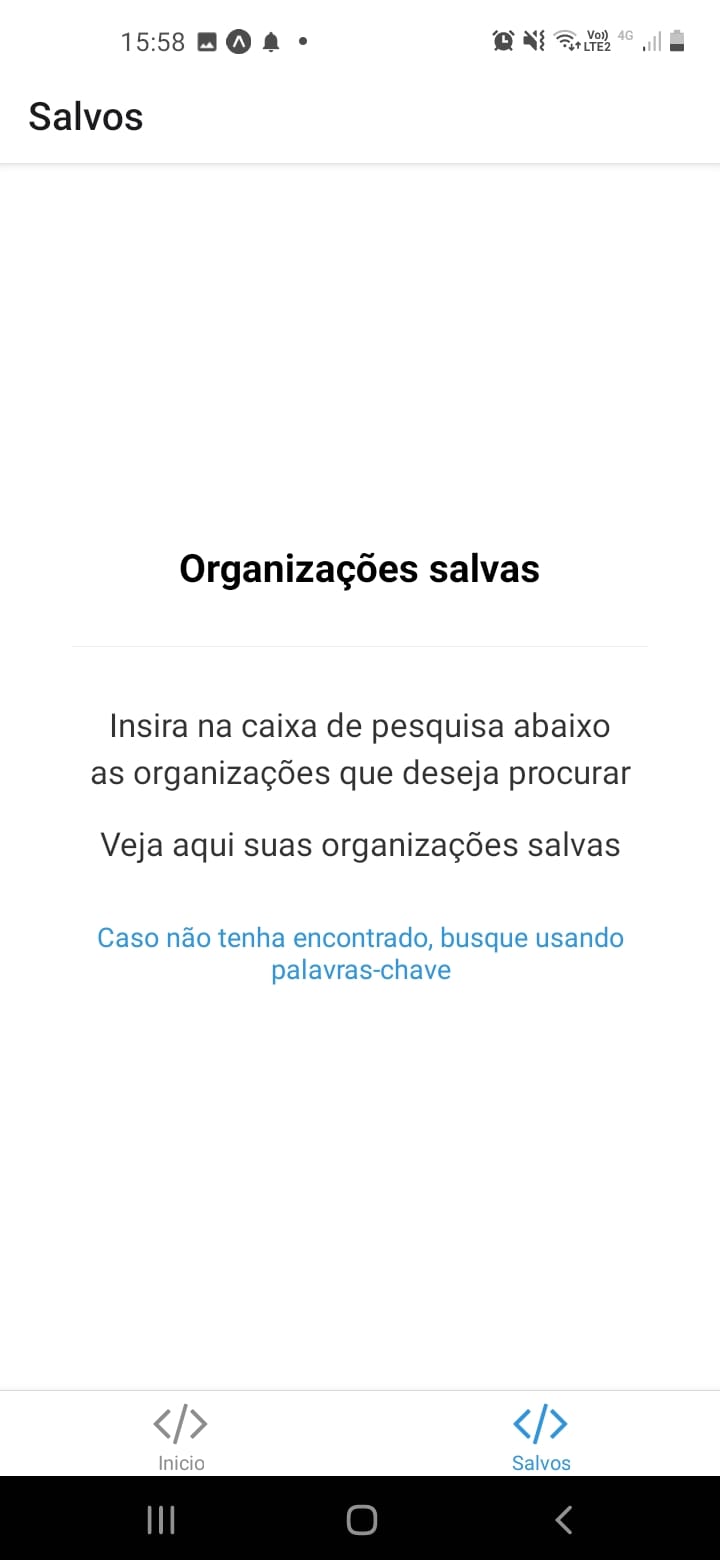 15:58
Vo)) 4G
LTE2
Salvos
Organizações salvas
Insira na caixa de pesquisa abaixo
as organizações que deseja procurar
Veja aqui suas organizações salvas
Caso não tenha encontrado, busque usando
palavras-chave
Inicio
Salvos